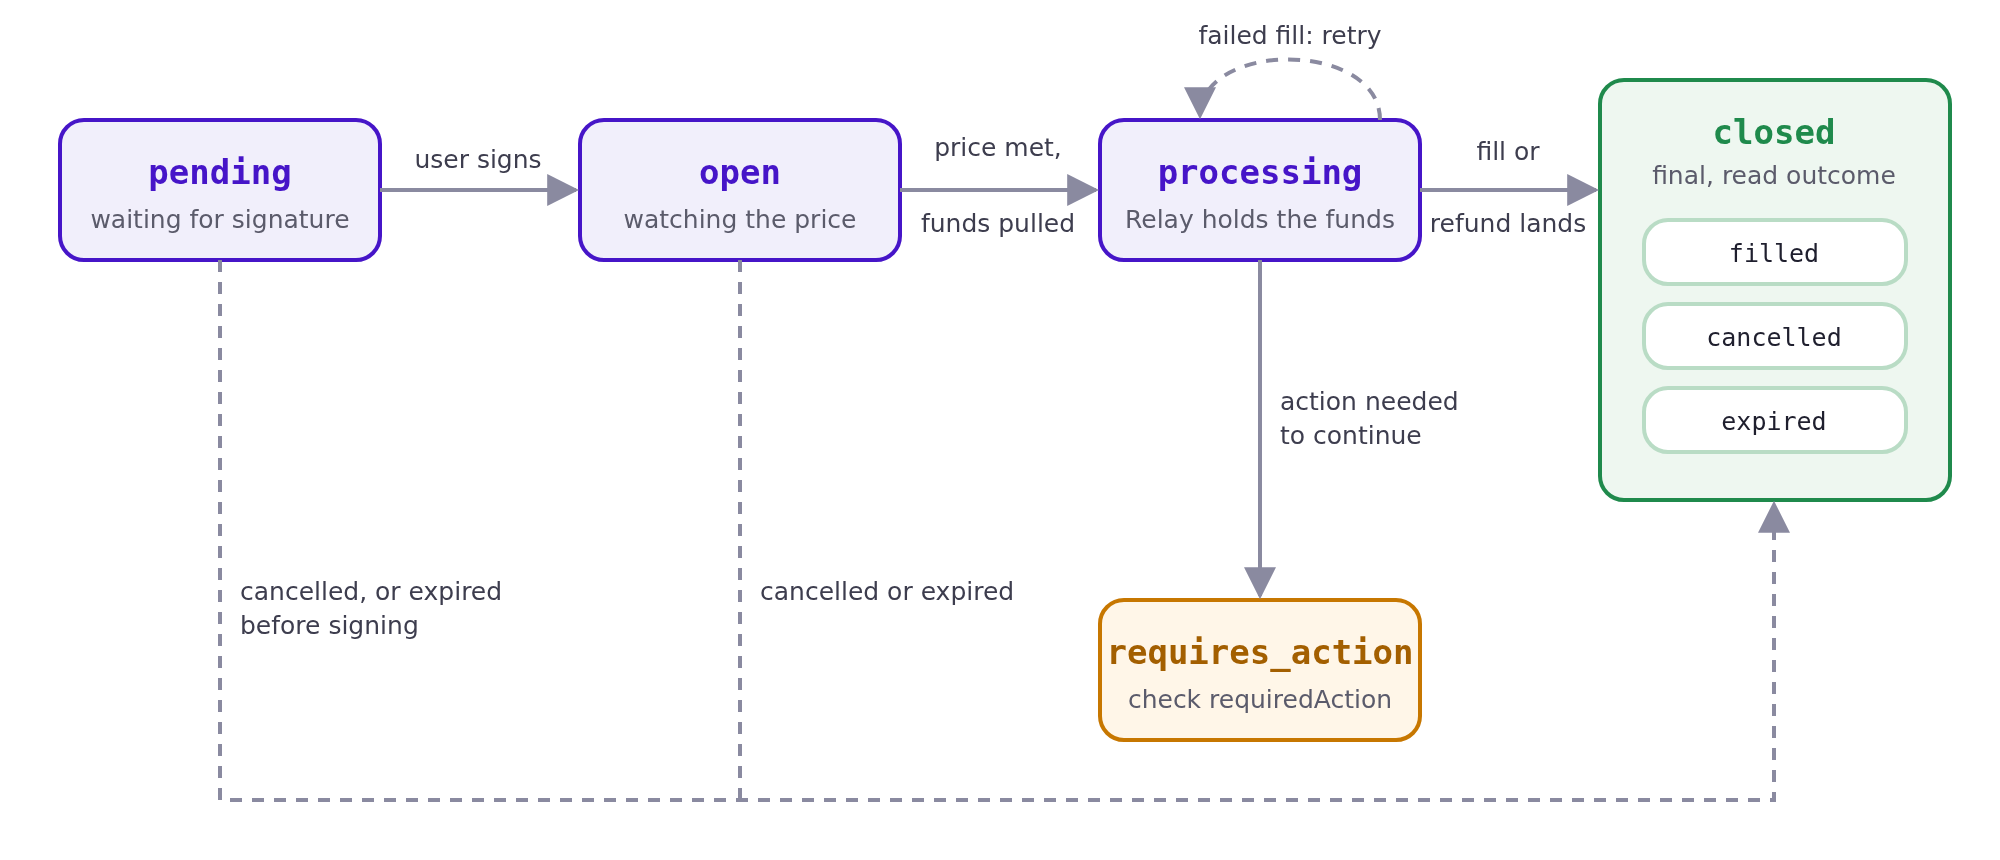 failed fill: retry
pending
waiting for signature
user signs
open
watching the price
price met,
funds pulled
processing
Relay holds the funds
fill or
refund lands
closed
final, read outcome
filled
cancelled
expired
action needed
to continue
cancelled, or expired
before signing
cancelled or expired
requires_action
check requiredAction